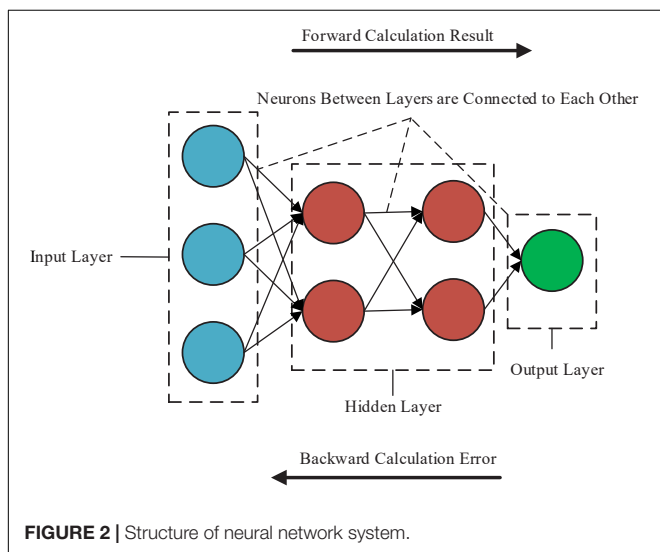 Forward Calculation Result
Neurons Between Layers are Connected to Each Other
Input Layer
Output Layer
Hidden Layer
Backward Calculation Error
FIGURE 2 | Structure of neural network system.